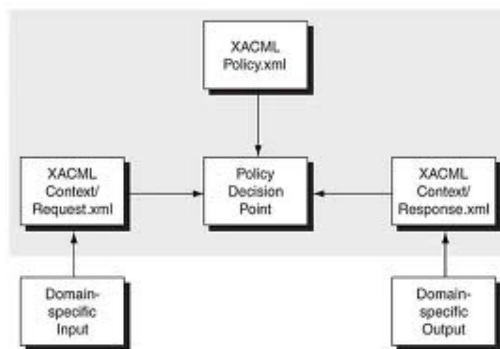 XACML
Policy.xml
XACML
Context/
Request.xml
Policy
Decision
Point
XACML
Context/
Response.xml
Domain-
specific
Input
Domain-
specific
Output